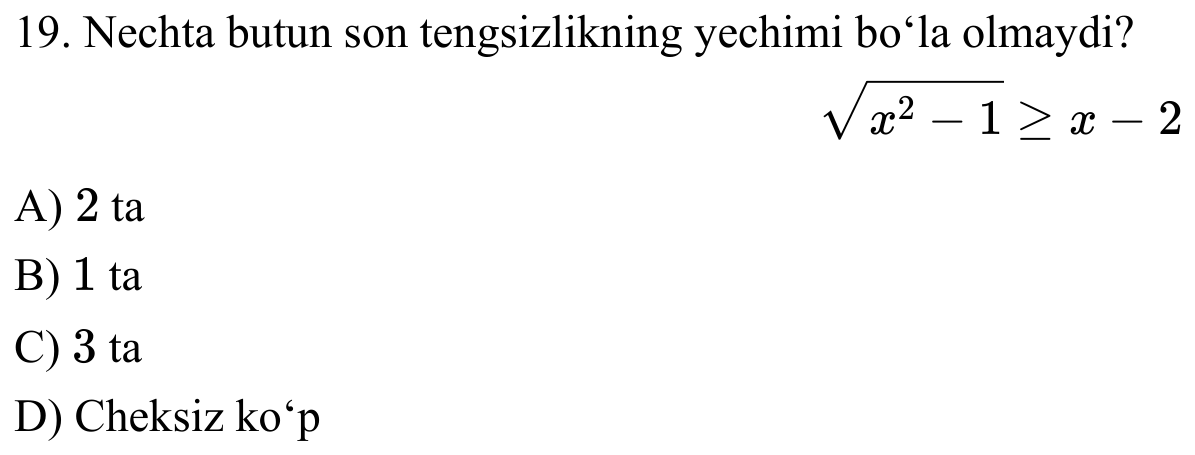 19. Nechta butun son tengsizlikning yechimi bo‘la olmaydi?
√(x² − 1) ≥ x − 2
A) 2 ta
B) 1 ta
C) 3 ta
D) Cheksiz ko‘p